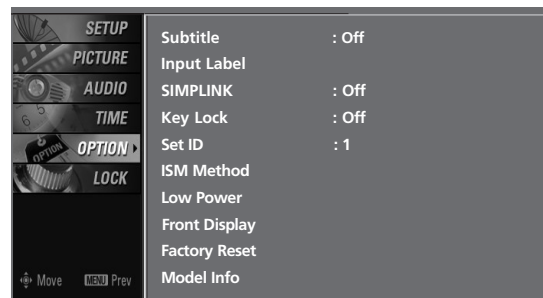 SETUP
PICTURE
AUDIO
TIME
OPTION
LOCK
Move MENU Prev
Subtitle : Off
Input Label
SIMPLINK : Off
Key Lock : Off
Set ID : 1
ISM Method
Low Power
Front Display
Factory Reset
Model Info